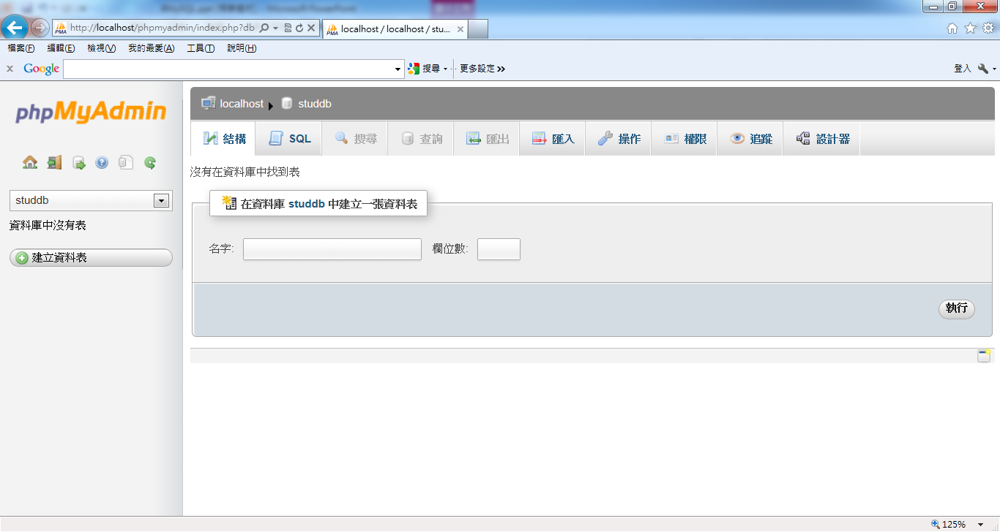 http://localhost/phpmyadmin/index.php?db
localhost / localhost / stu...
檔案(F) 編輯(E) 檢視(V) 我的最愛(A) 工具(T) 說明(H)
x Google 搜尋 更多設定 » 登入
phpMyAdmin
localhost studdb
結構 SQL 搜尋 查詢 匯出 匯入 操作 權限 追蹤 設計器
沒有在資料庫中找到表
studdb
資料庫中沒有表
建立資料表
在資料庫 studdb 中建立一張資料表
名字: 欄位數:
執行
125%